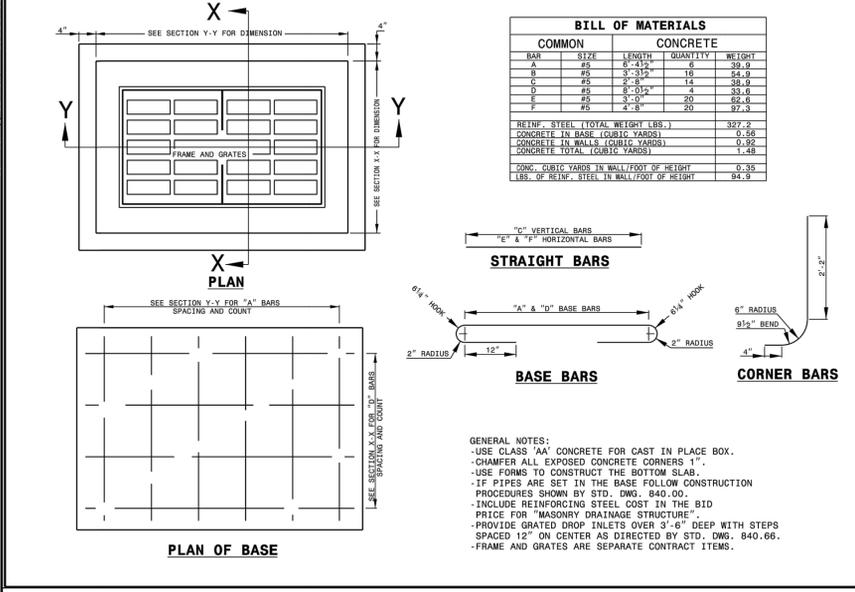 X
4" SEE SECTION Y-Y FOR DIMENSION 4"
Y Y
SEE SECTION X-X FOR DIMENSION
FRAME AND GRATES
X
PLAN
BILL OF MATERIALS
COMMON CONCRETE
BAR SIZE LENGTH QUANTITY WEIGHT
A #5 6'-4½" 6 39.9
B #5 3'-3½" 16 54.9
C #5 2'-8" 14 38.9
D #5 8'-0½" 4 33.6
E #5 3'-0" 20 62.6
F #5 4'-8" 20 97.3
REINF. STEEL (TOTAL WEIGHT LBS.) 327.2
CONCRETE IN BASE (CUBIC YARDS) 0.56
CONCRETE IN WALLS (CUBIC YARDS) 0.92
CONCRETE TOTAL (CUBIC YARDS) 1.48
CONC. CUBIC YARDS IN WALL/FOOT OF HEIGHT 0.35
LBS. OF REINF. STEEL IN WALL/FOOT OF HEIGHT 94.9
"C" VERTICAL BARS
"E" & "F" HORIZONTAL BARS
STRAIGHT BARS
6¼" HOOK
"A" & "D" BASE BARS
6¼" HOOK
2" RADIUS
12"
2" RADIUS
BASE BARS
2'-2"
6" RADIUS
9½" BEND
4"
CORNER BARS
SEE SECTION Y-Y FOR "A" BARS
SPACING AND COUNT
SEE SECTION X-X FOR "D" BARS
SPACING AND COUNT
PLAN OF BASE
GENERAL NOTES:
-USE CLASS 'AA' CONCRETE FOR CAST IN PLACE BOX.
-CHAMFER ALL EXPOSED CONCRETE CORNERS 1".
-USE FORMS TO CONSTRUCT THE BOTTOM SLAB.
-IF PIPES ARE SET IN THE BASE FOLLOW CONSTRUCTION
PROCEDURES SHOWN BY STD. DWG. 840.00.
-INCLUDE REINFORCING STEEL COST IN THE BID
PRICE FOR "MASONRY DRAINAGE STRUCTURE".
-PROVIDE GRATED DROP INLETS OVER 3'-6" DEEP WITH STEPS
SPACED 12" ON CENTER AS DIRECTED BY STD. DWG. 840.66.
-FRAME AND GRATES ARE SEPARATE CONTRACT ITEMS.